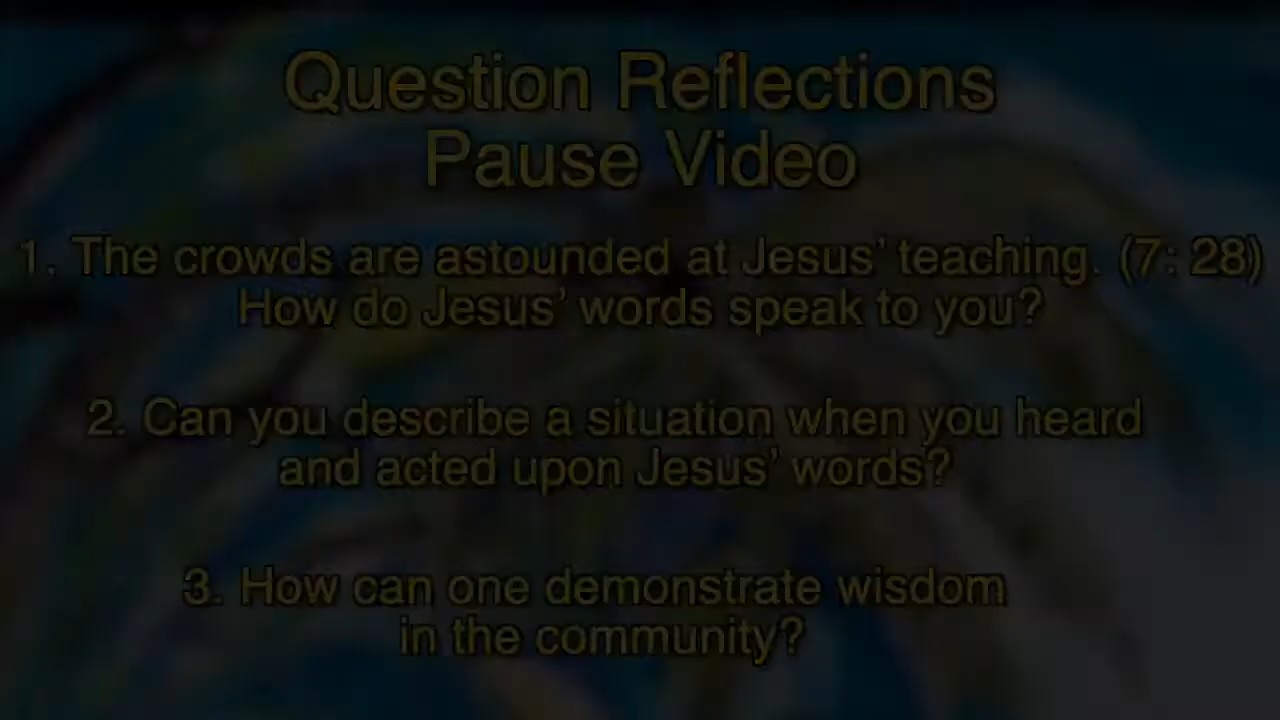 Question Reflections
Pause Video
1. The crowds are astounded at Jesus’ teaching. (7: 28)
How do Jesus’ words speak to you?
2. Can you describe a situation when you heard
and acted upon Jesus’ words?
3. How can one demonstrate wisdom
in the community?